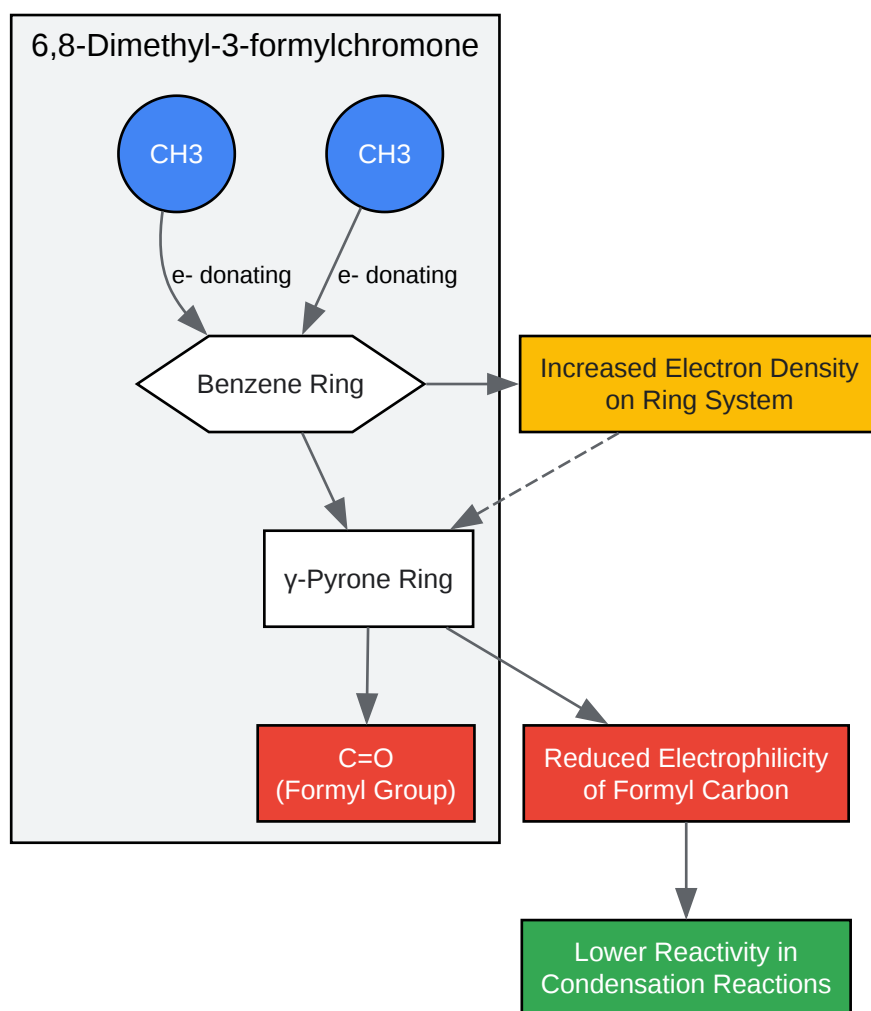 6,8-Dimethyl-3-formylchromone
CH3
CH3
e- donating
e- donating
Benzene Ring
Increased Electron Density
on Ring System
γ-Pyrone Ring
C=O
(Formyl Group)
Reduced Electrophilicity
of Formyl Carbon
Lower Reactivity in
Condensation Reactions